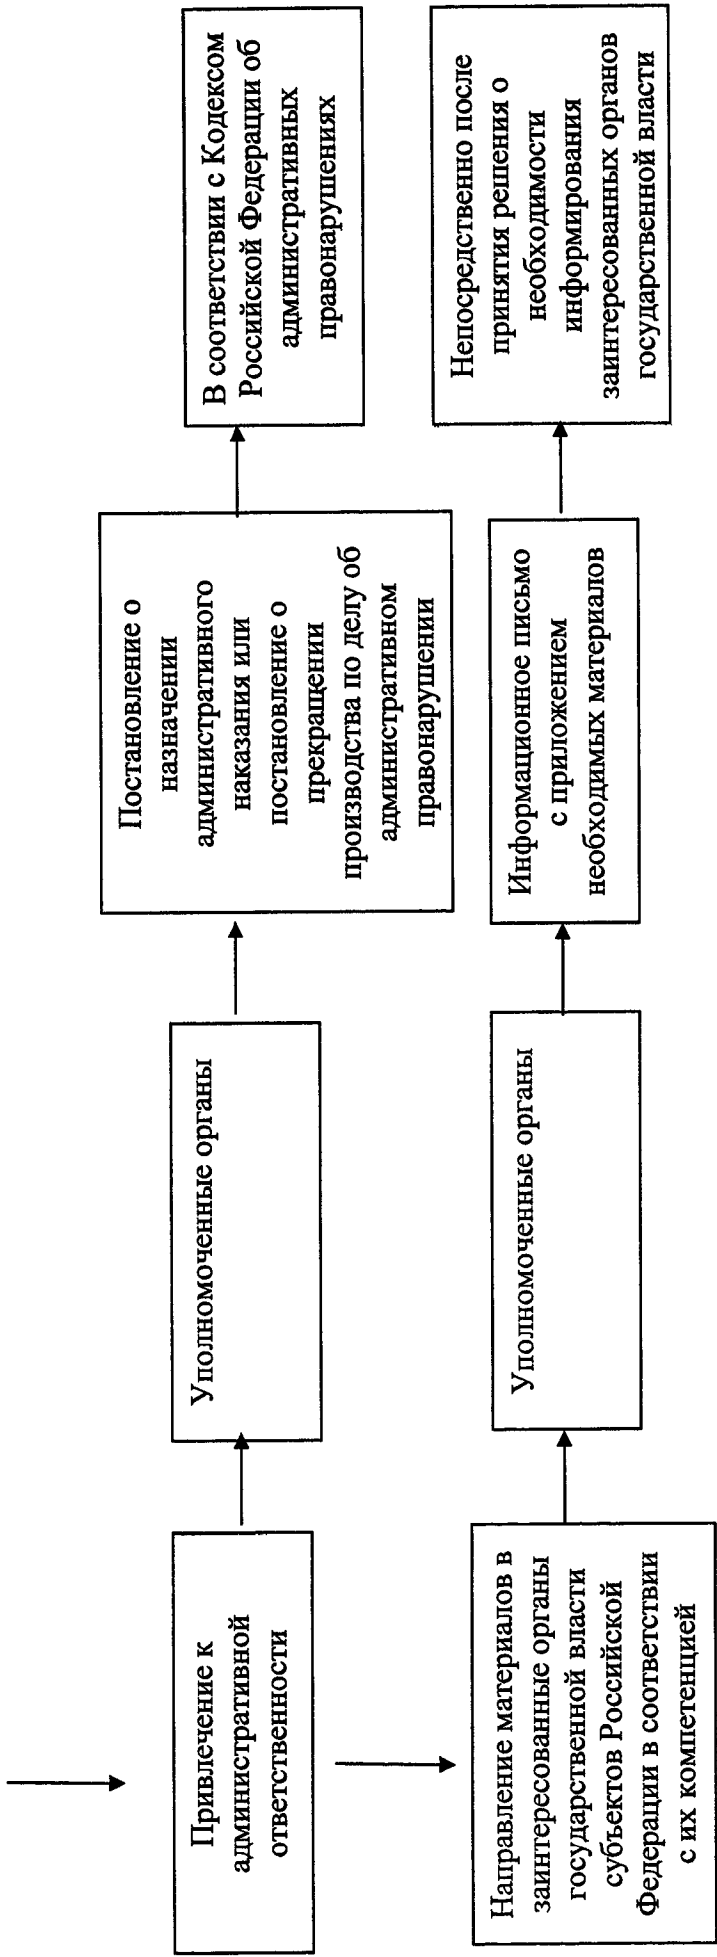 Привлечение к
административной
ответственности
Уполномоченные органы
Постановление о
назначении
административного
наказания или
постановление о
прекращении
производства по делу об
административном
правонарушении
В соответствии с Кодексом
Российской Федерации об
административных
правонарушениях
Направление материалов в
заинтересованные органы
государственной власти
субъектов Российской
Федерации в соответствии
с их компетенцией
Уполномоченные органы
Информационное письмо
с приложением
необходимых материалов
Непосредственно после
принятия решения о
необходимости
информирования
заинтересованных органов
государственной власти